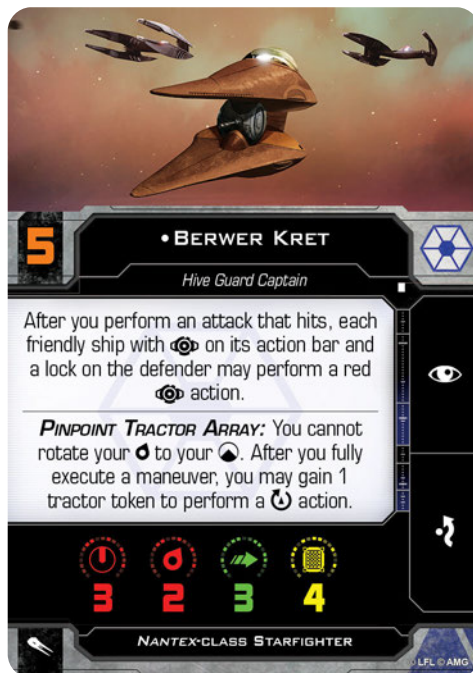 5
•Berwer Kret
Hive Guard Captain
After you perform an attack that hits, each
friendly ship with on its action bar and
a lock on the defender may perform a red
action.
Pinpoint Tractor Array: You cannot
rotate your to your . After you fully
execute a maneuver, you may gain 1
tractor token to perform a action.
3 2 3 4
Nantex-class Starfighter
© LFL © AMG